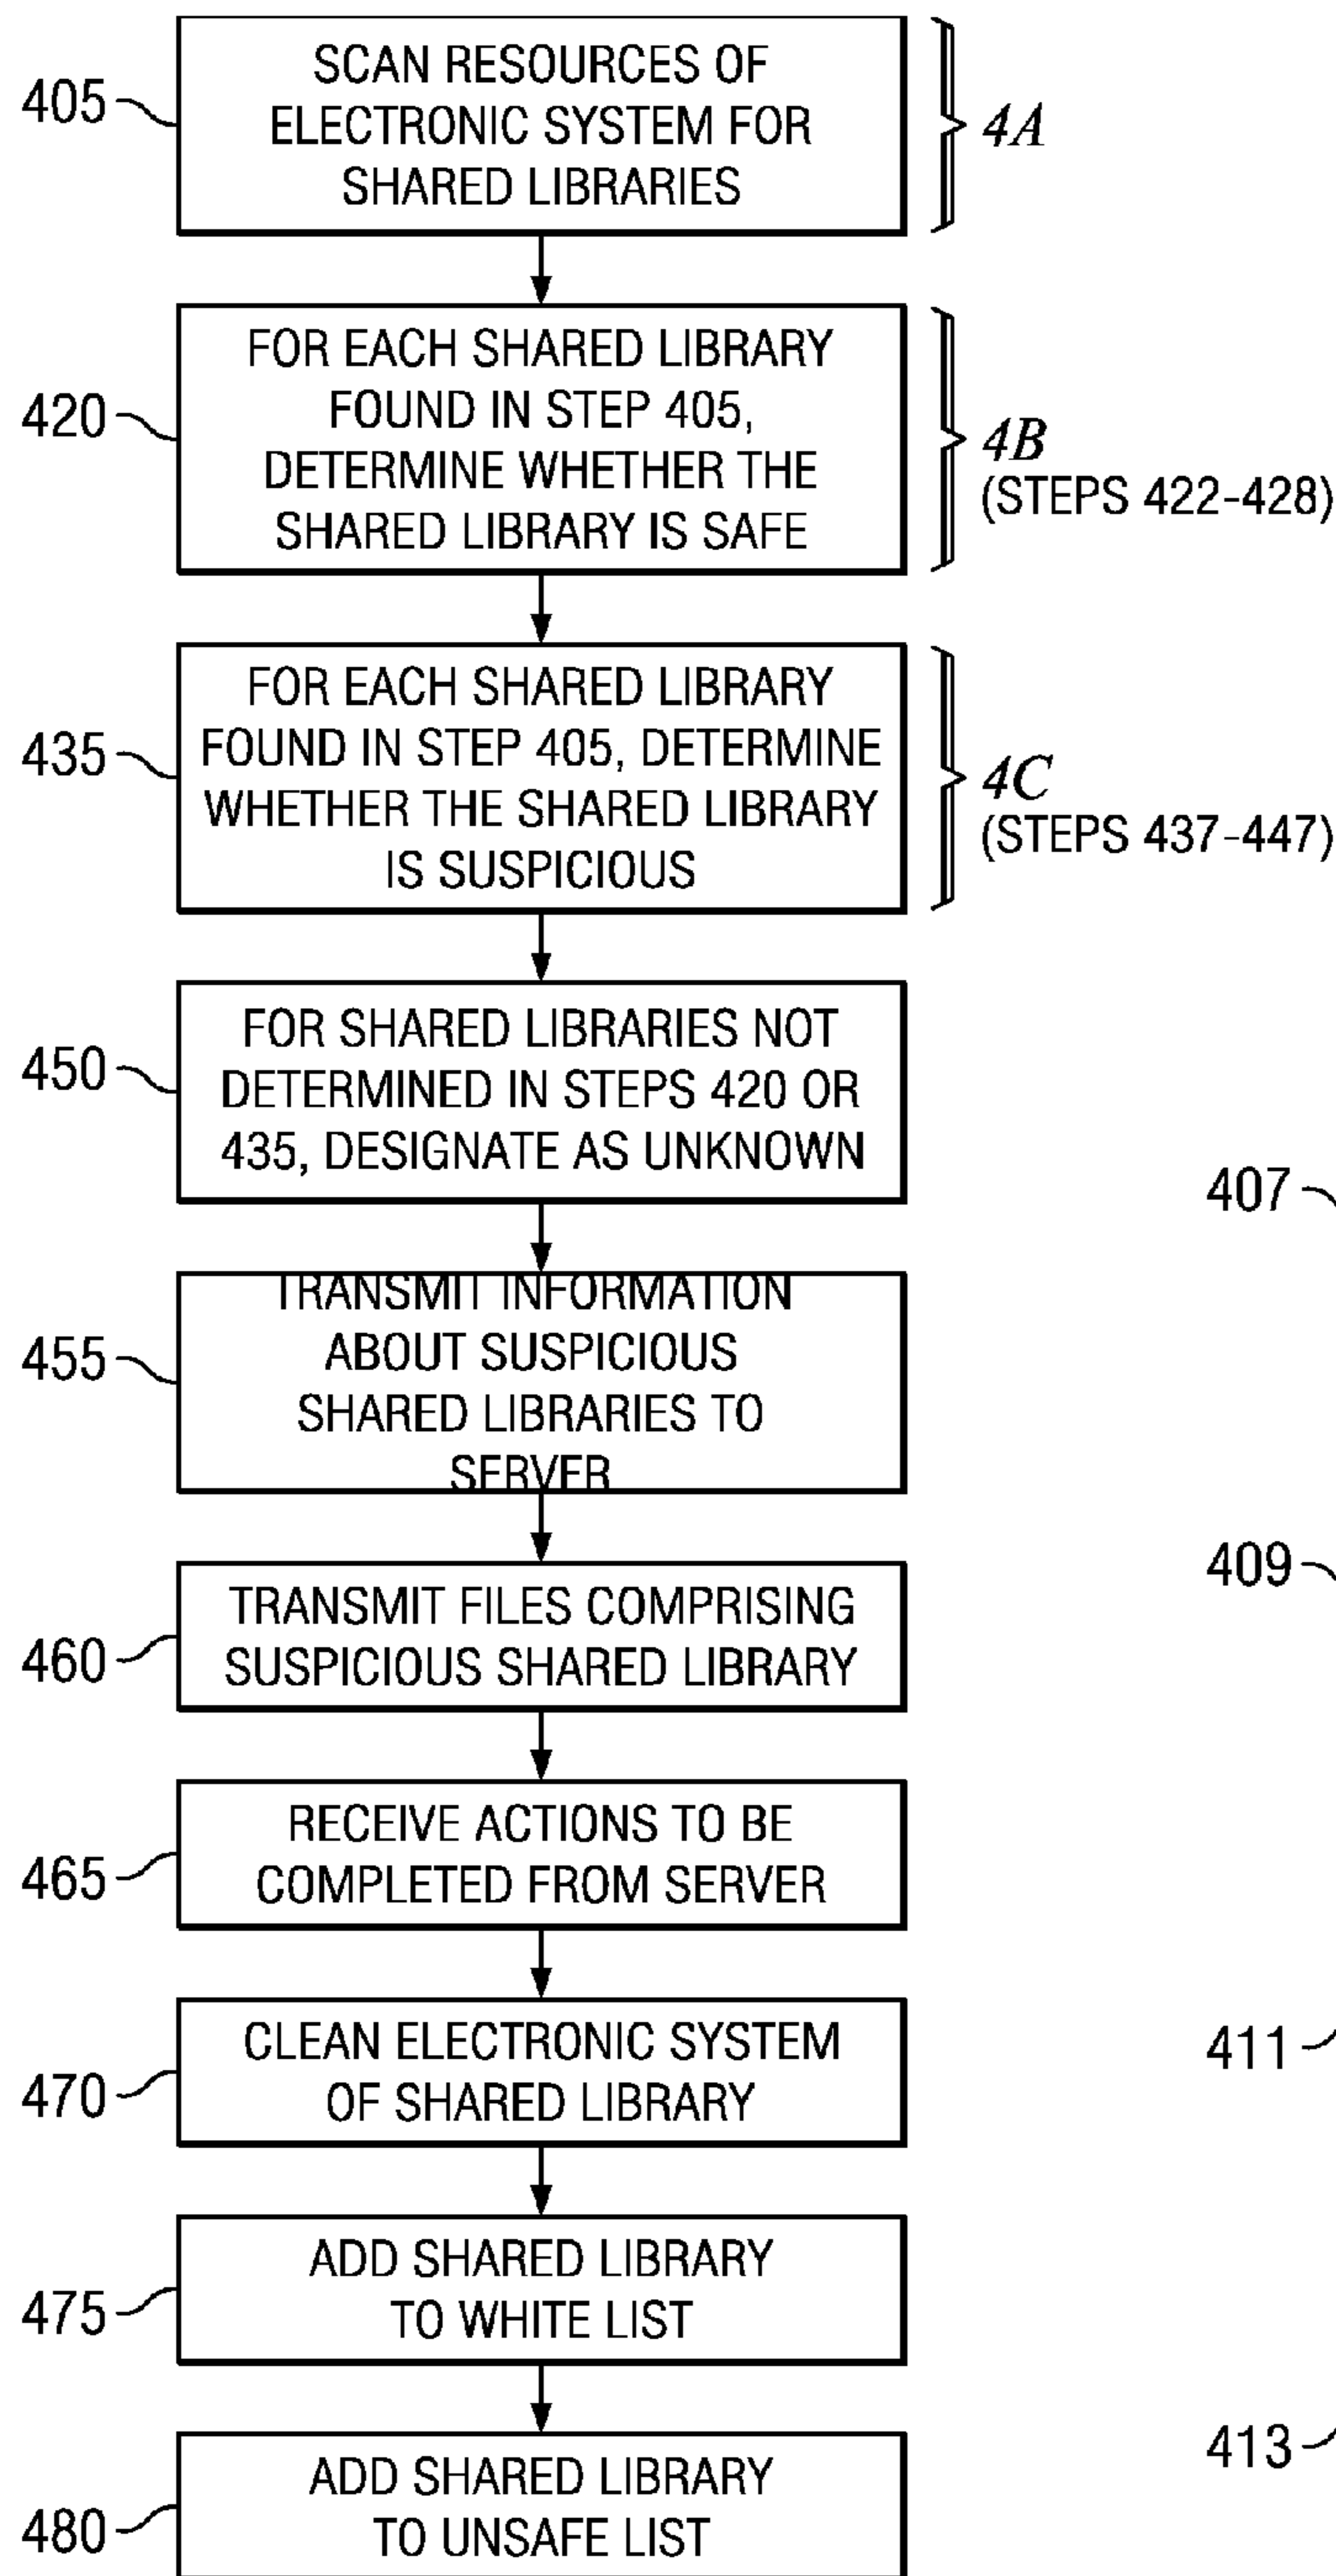 405
SCAN RESOURCES OF
ELECTRONIC SYSTEM FOR
SHARED LIBRARIES
4A
420
FOR EACH SHARED LIBRARY
FOUND IN STEP 405,
DETERMINE WHETHER THE
SHARED LIBRARY IS SAFE
4B
(STEPS 422-428)
435
FOR EACH SHARED LIBRARY
FOUND IN STEP 405, DETERMINE
WHETHER THE SHARED LIBRARY
IS SUSPICIOUS
4C
(STEPS 437-447)
450
FOR SHARED LIBRARIES NOT
DETERMINED IN STEPS 420 OR
435, DESIGNATE AS UNKNOWN
407
455
TRANSMIT INFORMATION
ABOUT SUSPICIOUS
SHARED LIBRARIES TO
SERVER
409
460
TRANSMIT FILES COMPRISING
SUSPICIOUS SHARED LIBRARY
465
RECEIVE ACTIONS TO BE
COMPLETED FROM SERVER
411
470
CLEAN ELECTRONIC SYSTEM
OF SHARED LIBRARY
475
ADD SHARED LIBRARY
TO WHITE LIST
413
480
ADD SHARED LIBRARY
TO UNSAFE LIST